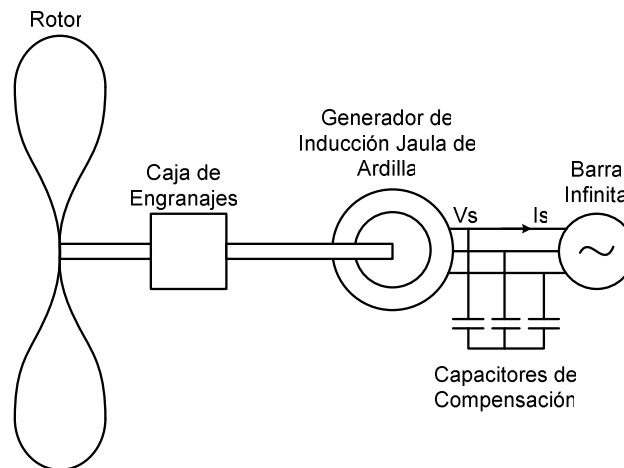 Rotor
Generador de
Inducción Jaula de
Ardilla
Caja de
Engranajes
Barra
Infinita
Vs
Is
Capacitores de
Compensación